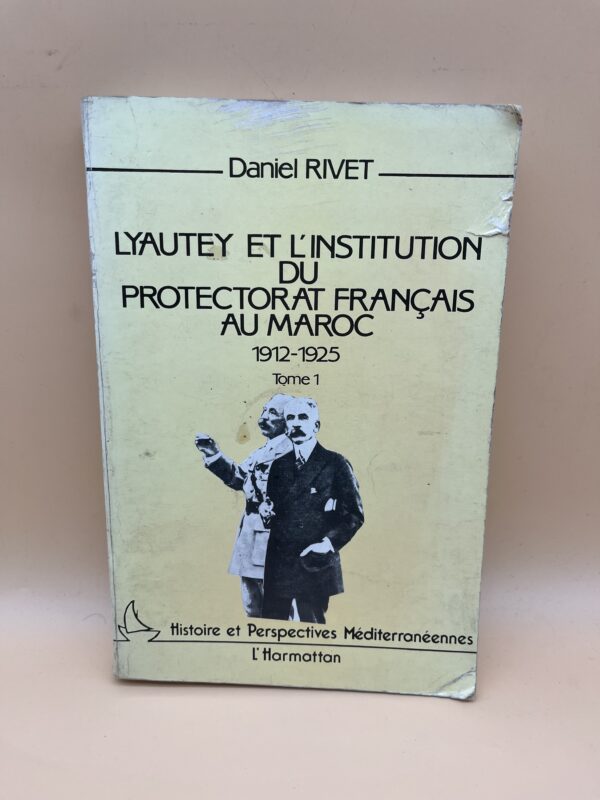 Daniel RIVET
LYAUTEY ET L'INSTITUTION
DU
PROTECTORAT FRANÇAIS
AU MAROC
1912-1925
Tome 1
Histoire et Perspectives Méditerranéennes
L'Harmattan